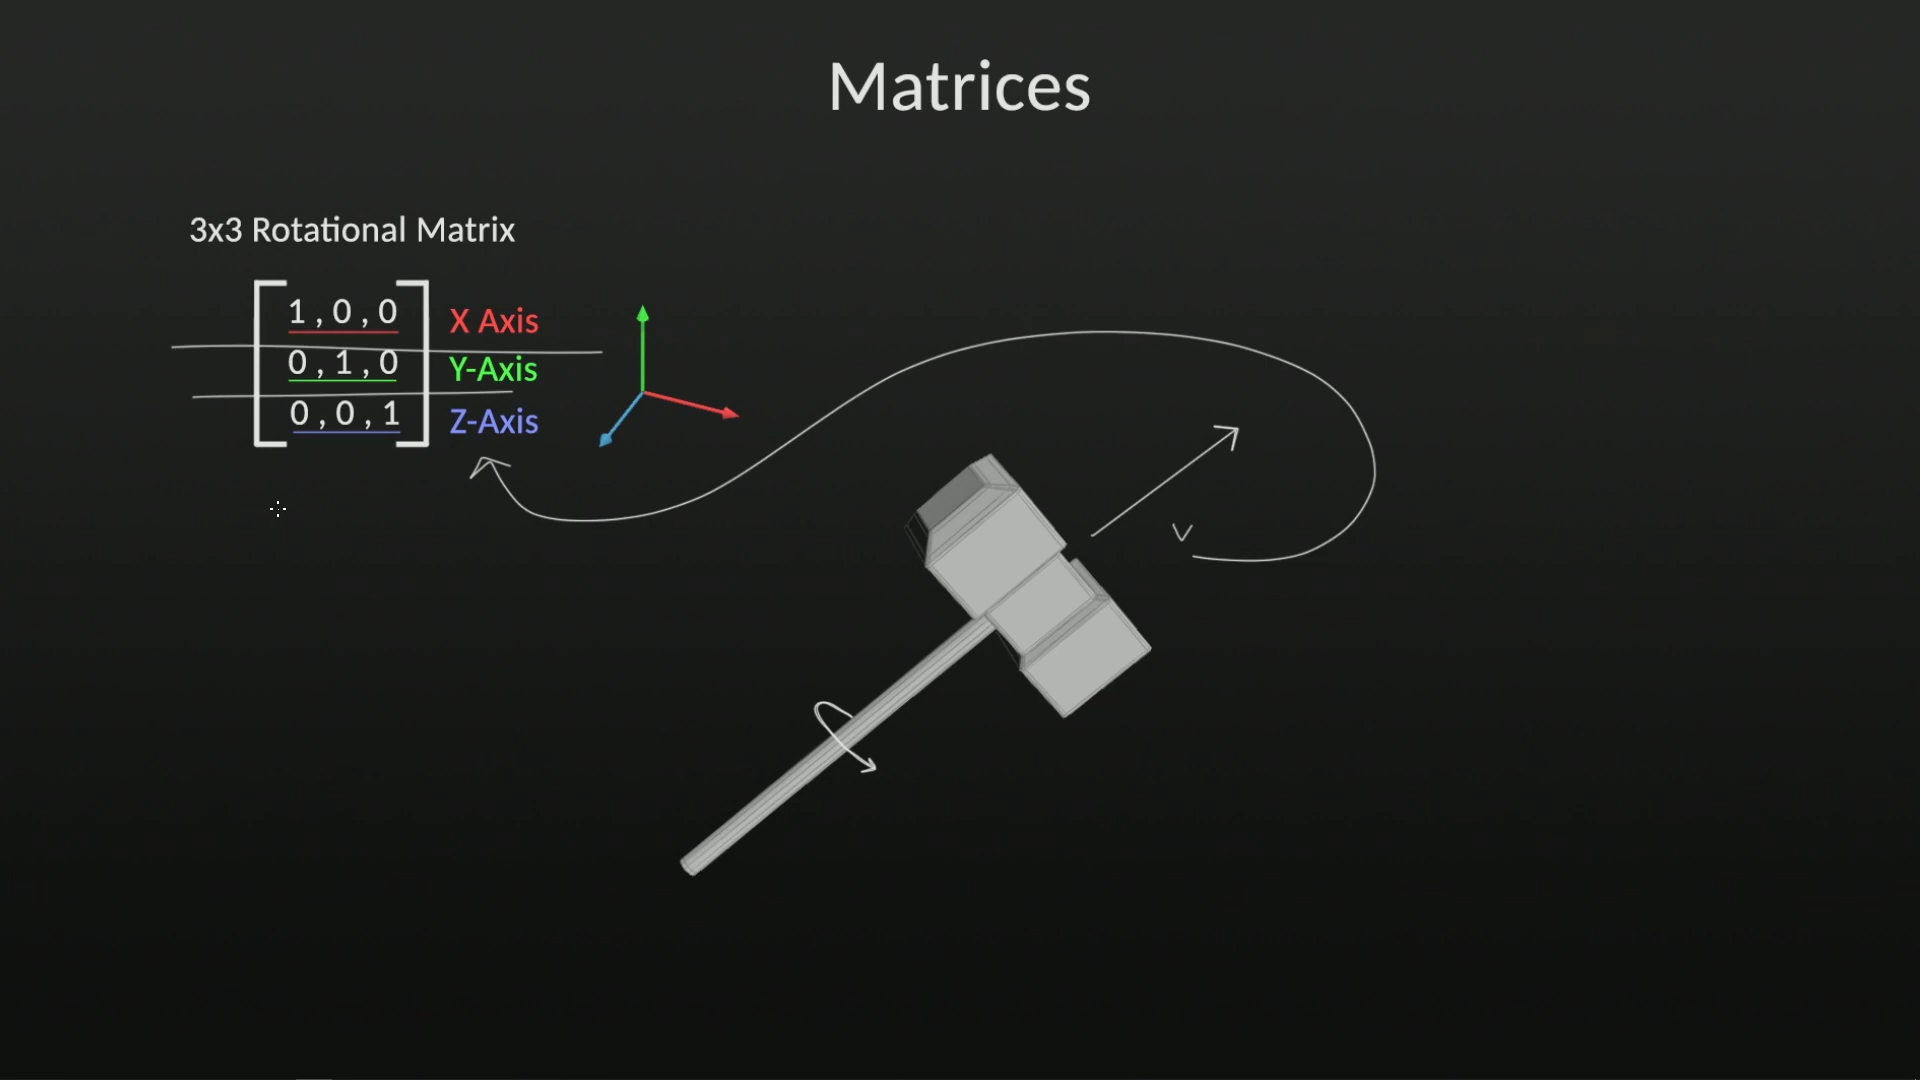 Matrices
3x3 Rotational Matrix
1 , 0 , 0 X Axis
0 , 1 , 0 Y-Axis
0 , 0 , 1 Z-Axis
v